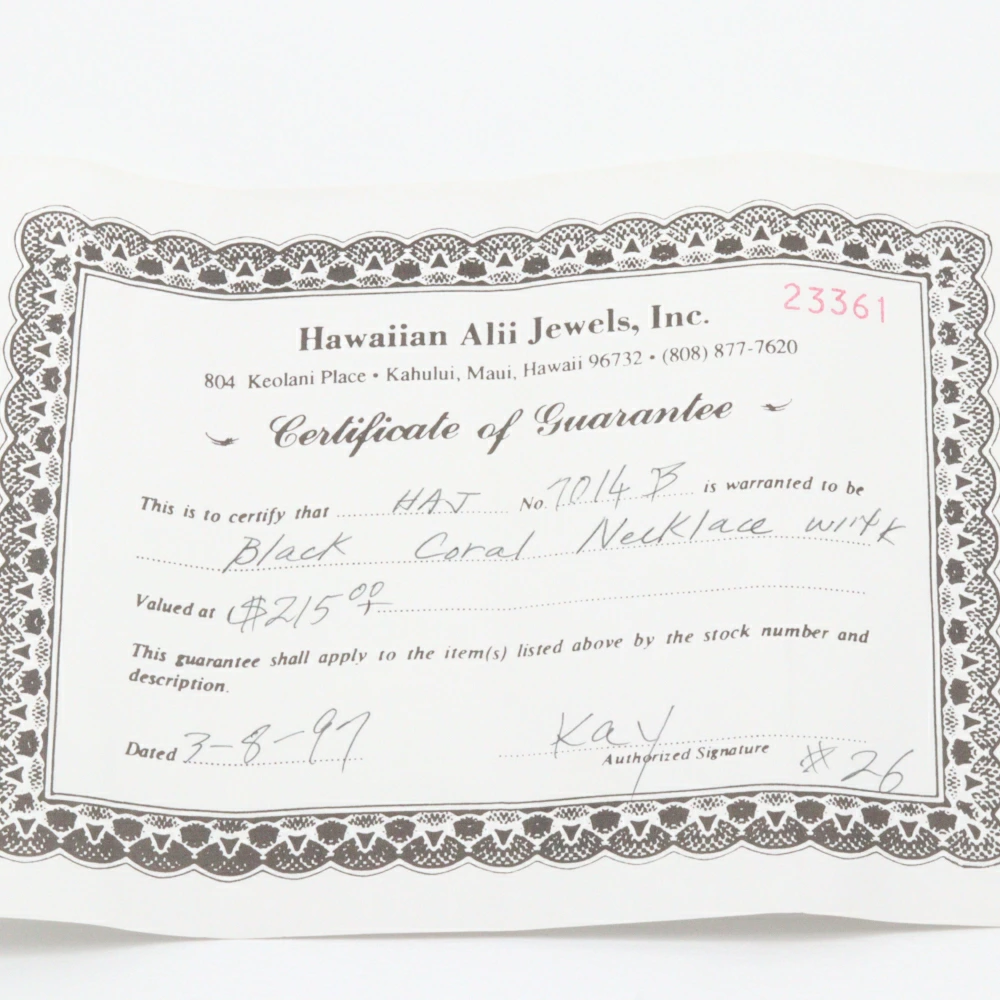 23361
Hawaiian Alii Jewels, Inc.
804 Keolani Place • Kahului, Maui, Hawaii 96732 • (808) 877-7620
Certificate of Guarantee
This is to certify that HAJ No. 7014 B is warranted to be
Black Coral Necklace
Valued at $215 00
This guarantee shall apply to the item(s) listed above by the stock number and
description.
Dated 3-8-97 Kay
Authorized Signature # 26